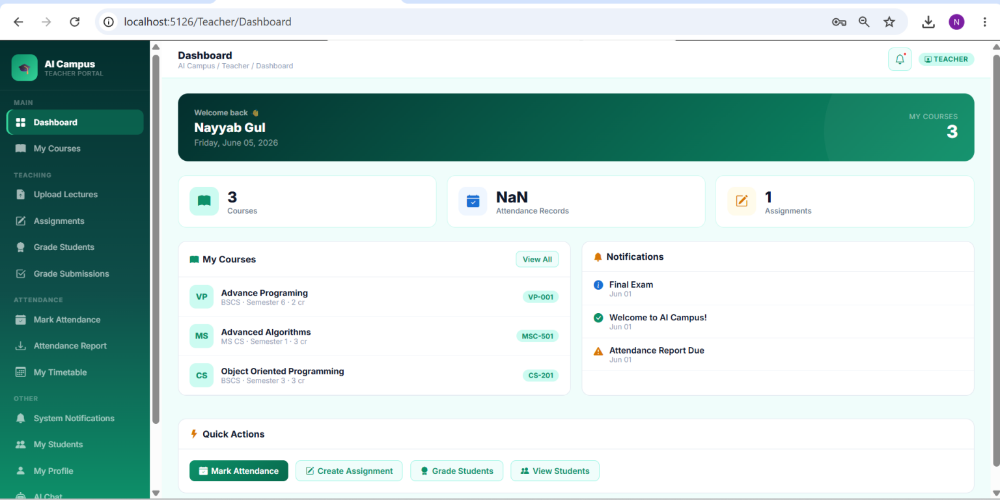 localhost:5126/Teacher/Dashboard
N
AI Campus
TEACHER PORTAL
MAIN
Dashboard
My Courses
TEACHING
Upload Lectures
Assignments
Grade Students
Grade Submissions
ATTENDANCE
Mark Attendance
Attendance Report
My Timetable
OTHER
System Notifications
My Students
My Profile
AI Chat
Dashboard
AI Campus / Teacher / Dashboard
TEACHER
Welcome back
Nayyab Gul
Friday, June 05, 2026
MY COURSES
3
3
Courses
NaN
Attendance Records
1
Assignments
My Courses
View All
VP
Advance Programing
BSCS · Semester 6 · 2 cr
VP-001
MS
Advanced Algorithms
MS CS · Semester 1 · 3 cr
MSC-501
CS
Object Oriented Programming
BSCS · Semester 3 · 3 cr
CS-201
Notifications
Final Exam
Jun 01
Welcome to AI Campus!
Jun 01
Attendance Report Due
Jun 01
Quick Actions
Mark Attendance
Create Assignment
Grade Students
View Students